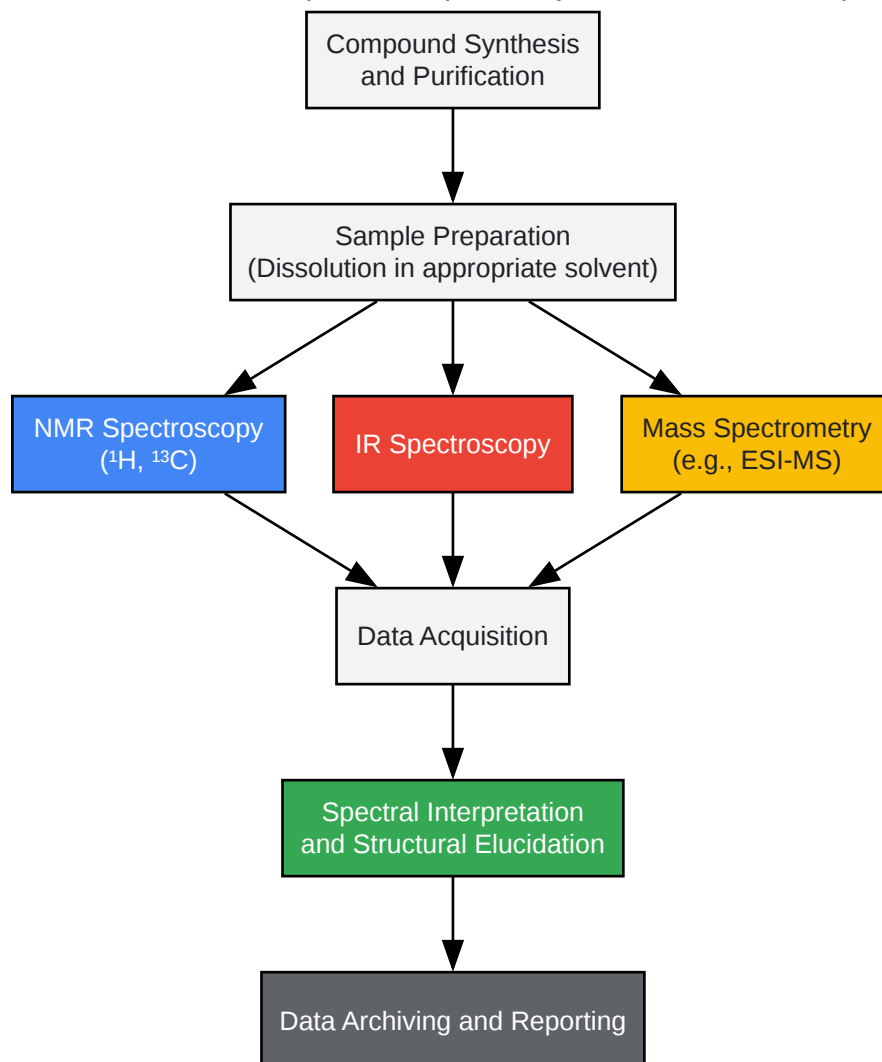 Compound Synthesis
and Purification
Sample Preparation
(Dissolution in appropriate solvent)
NMR Spectroscopy
(¹H, ¹³C)
IR Spectroscopy
Mass Spectrometry
(e.g., ESI-MS)
Data Acquisition
Spectral Interpretation
and Structural Elucidation
Data Archiving and Reporting